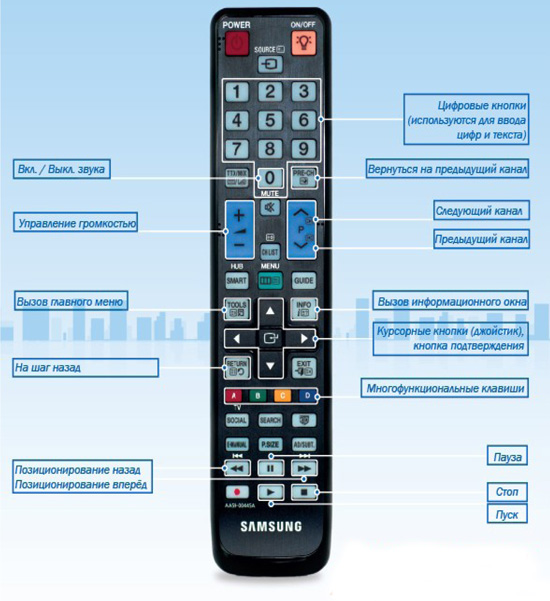 POWER
ON/OFF
SOURCE
1 2 3
4 5 6
7 8 9
TTX/MIX 0 PRE-CH
MUTE
+
P
−
CH LIST
HUB MENU
SMART GUIDE
TOOLS INFO
RETURN EXIT
A B C D
TV
SOCIAL SEARCH
E-MANUAL P.SIZE AD/SUBT.
SAMSUNG
Вкл. / Выкл. звука
Управление громкостью
Вызов главного меню
На шаг назад
Позиционирование назад
Позиционирование вперёд
Цифровые кнопки
(используются для ввода
цифр и текста)
Вернуться на предыдущий канал
Следующий канал
Предыдущий канал
Вызов информационного окна
Курсорные кнопки (джойстик),
кнопка подтверждения
Многофункциональные клавиши
Пауза
Стоп
Пуск